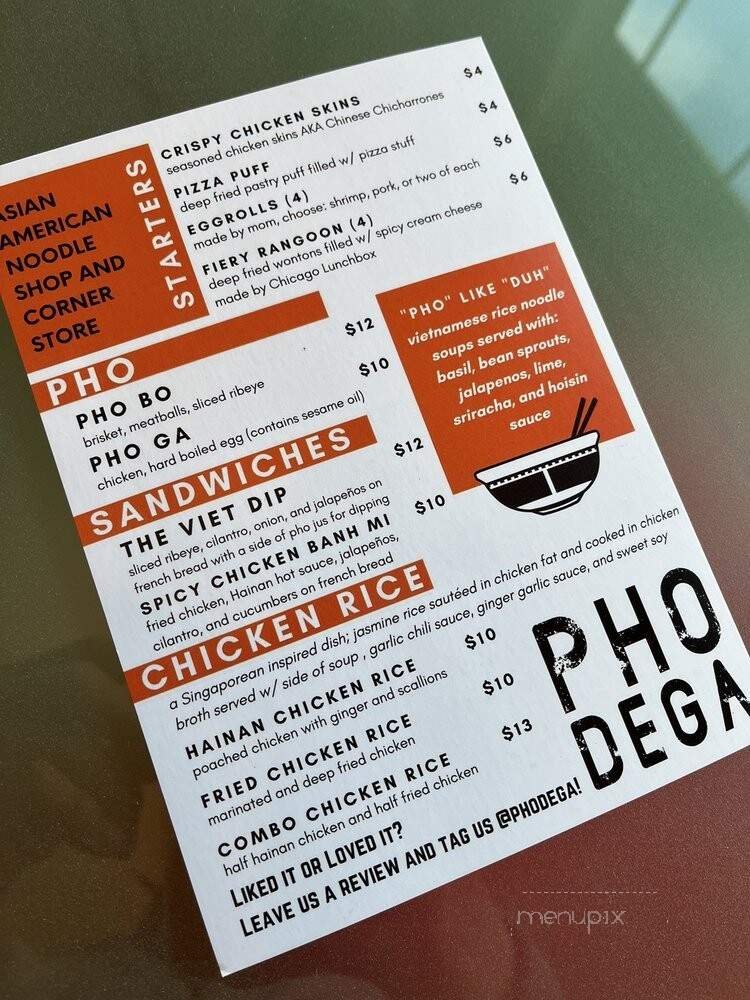 ASIAN
AMERICAN
NOODLE
SHOP AND
CORNER
STORE
STARTERS
CRISPY CHICKEN SKINS $4
seasoned chicken skins AKA Chinese Chicharrones
PIZZA PUFF $4
deep fried pastry puff filled w/ pizza stuff
EGGROLLS (4) $6
made by mom, choose: shrimp, pork, or two of each
FIERY RANGOON (4) $6
deep fried wontons filled w/ spicy cream cheese
made by Chicago Lunchbox
PHO
PHO BO $12
brisket, meatballs, sliced ribeye
PHO GA $10
chicken, hard boiled egg (contains sesame oil)
"PHO" LIKE "DUH"
vietnamese rice noodle
soups served with:
basil, bean sprouts,
jalapenos, lime,
sriracha, and hoisin
sauce
SANDWICHES
THE VIET DIP $12
sliced ribeye, cilantro, onion, and jalapeños on
french bread with a side of pho jus for dipping
SPICY CHICKEN BANH MI $10
fried chicken, Hainan hot sauce, jalapeños,
cilantro, and cucumbers on french bread
CHICKEN RICE
a Singaporean inspired dish; jasmine rice sautéed in chicken fat and cooked in chicken
broth served w/ side of soup , garlic chili sauce, ginger garlic sauce, and sweet soy
HAINAN CHICKEN RICE $10
poached chicken with ginger and scallions
FRIED CHICKEN RICE $10
marinated and deep fried chicken
COMBO CHICKEN RICE $13
half hainan chicken and half fried chicken
PHO
DEGA
LIKED IT OR LOVED IT?
LEAVE US A REVIEW AND TAG US @PHODEGA!
menupix